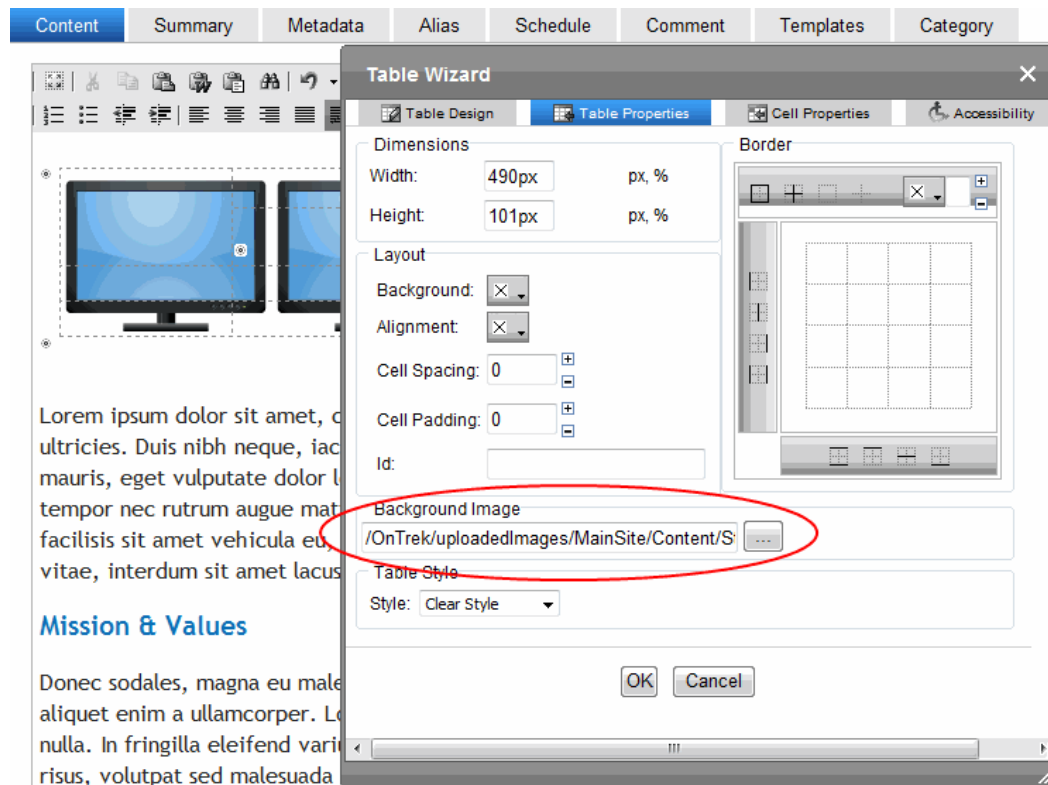 Content Summary Metadata Alias Schedule Comment Templates Category
Table Wizard
Table Design Table Properties Cell Properties Accessibility
Dimensions
Width: 490px px, %
Height: 101px px, %
Border
Layout
Background:
Alignment:
Cell Spacing: 0
Cell Padding: 0
Id:
Background Image
/OnTrek/uploadedImages/MainSite/Content/S
...
Table Style
Style: Clear Style
OK Cancel
Lorem ipsum dolor sit amet, c
ultricies. Duis nibh neque, iac
mauris, eget vulputate dolor l
tempor nec rutrum augue mat
facilisis sit amet vehicula eu,
vitae, interdum sit amet lacus
Mission & Values
Donec sodales, magna eu male
aliquet enim a ullamcorper. Lo
nulla. In fringilla eleifend variu
risus, volutpat sed malesuada